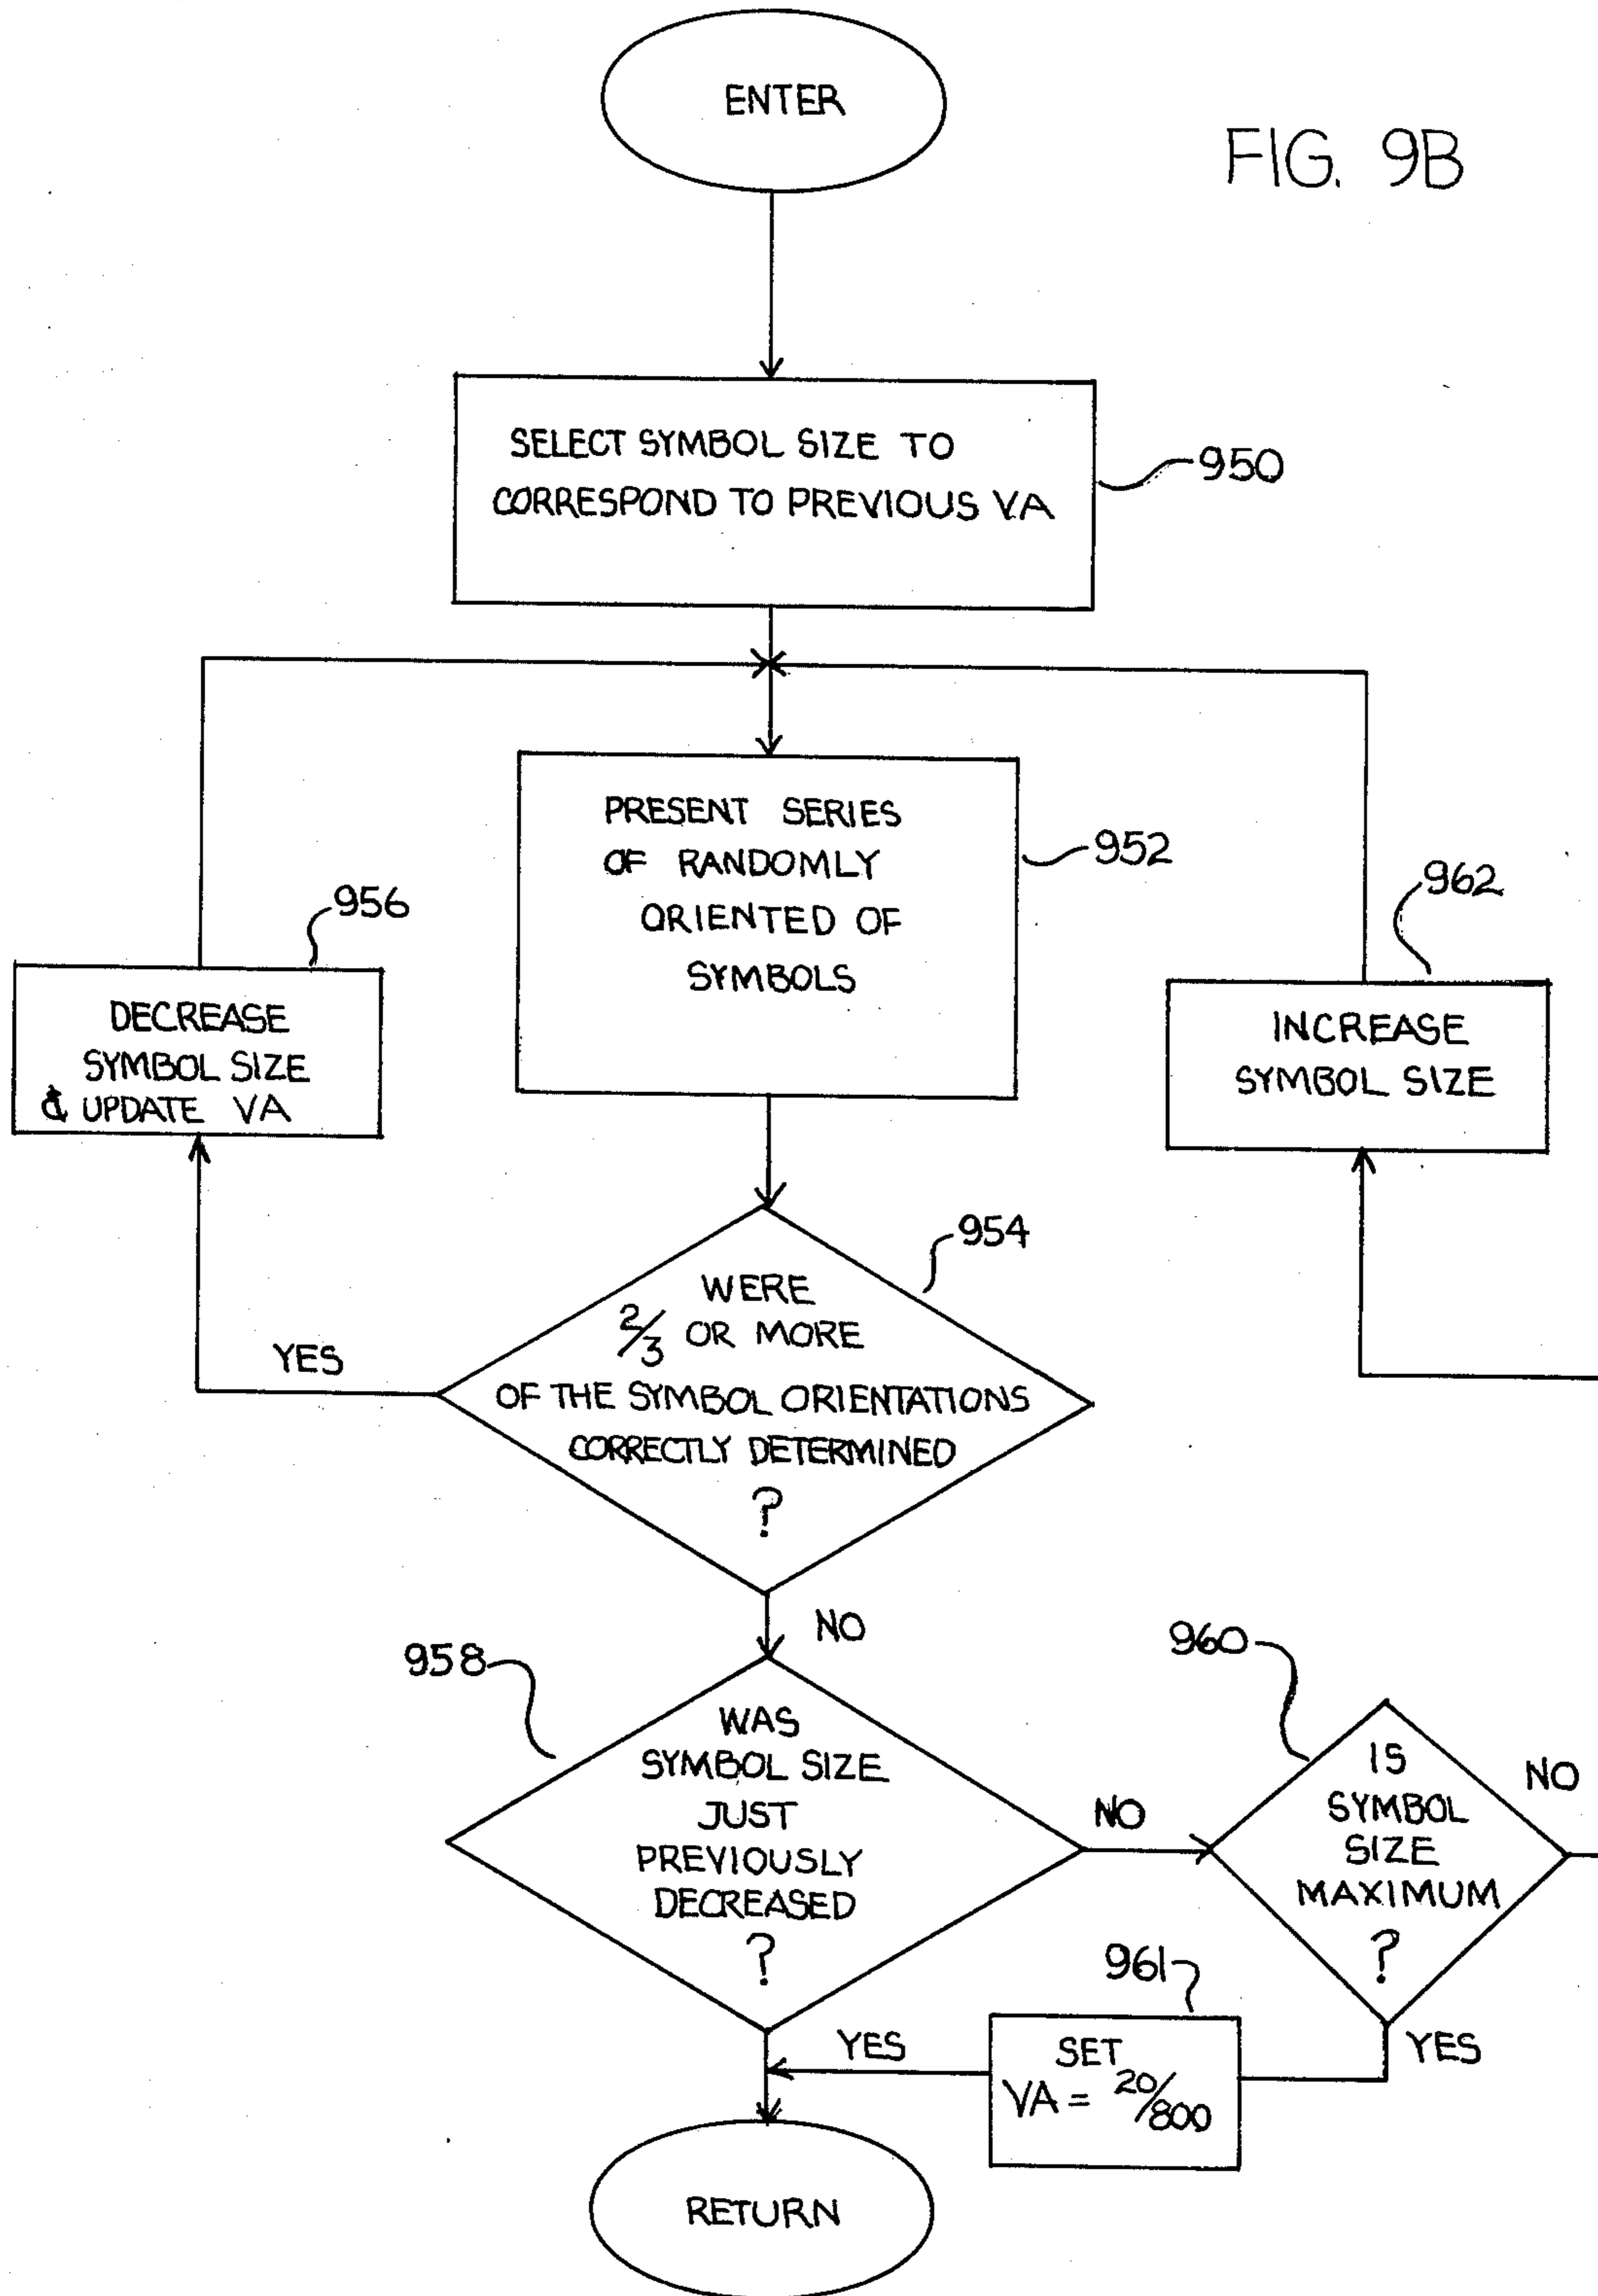 ENTER
FIG. 9B
SELECT SYMBOL SIZE TO
CORRESPOND TO PREVIOUS VA
950
PRESENT SERIES
OF RANDOMLY
ORIENTED OF
SYMBOLS
952
956
DECREASE
SYMBOL SIZE
& UPDATE VA
962
INCREASE
SYMBOL SIZE
954
WERE
2/3 OR MORE
OF THE SYMBOL ORIENTATIONS
CORRECTLY DETERMINED
?
YES
NO
958
WAS
SYMBOL SIZE
JUST
PREVIOUSLY
DECREASED
?
NO
960
IS
SYMBOL
SIZE
MAXIMUM
?
NO
YES
961
SET
VA = 20/800
YES
RETURN